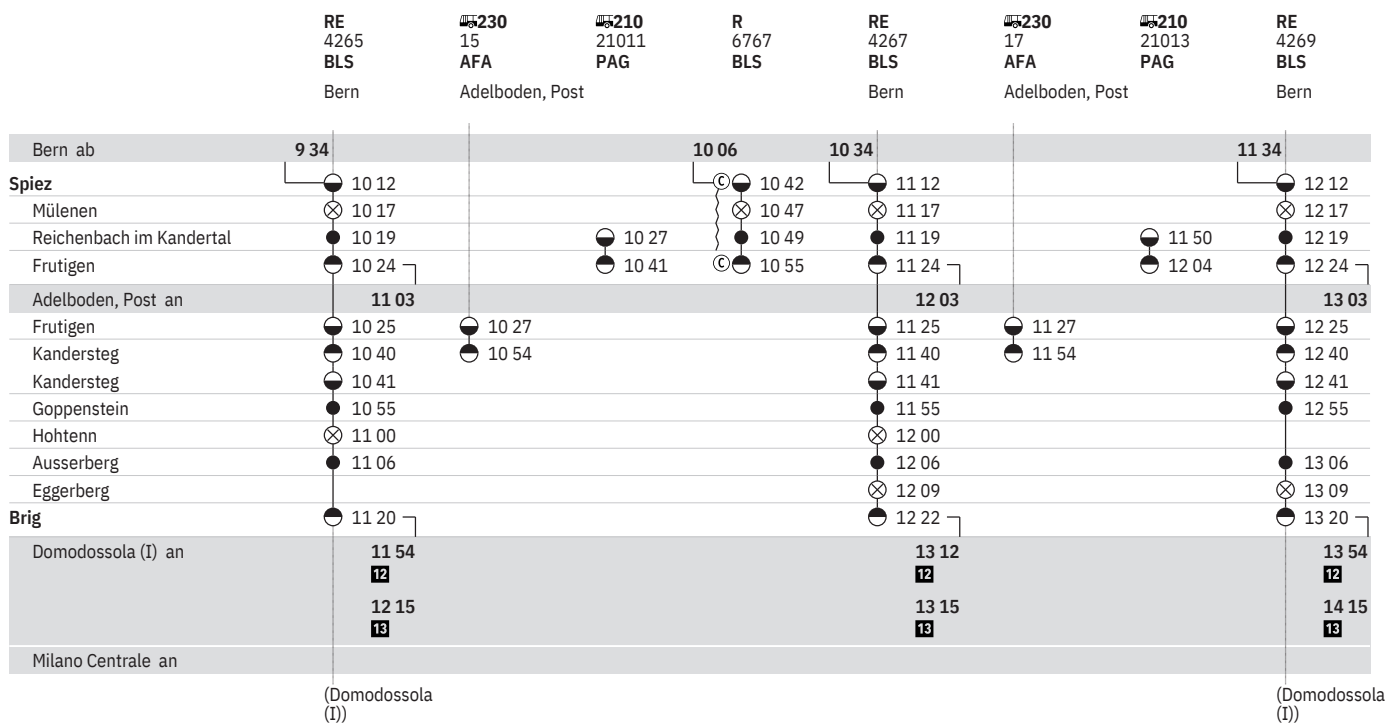 RE 230 210 R RE 230 210 RE
4265 15 21011 6767 4267 17 21013 4269
BLS AFA PAG BLS BLS AFA PAG BLS
Bern Adelboden, Post Bern Adelboden, Post Bern
Bern ab 9 34 10 06 10 34 11 34
Spiez 10 12 C 10 42 11 12 12 12
Mülenen 10 17 10 47 11 17 12 17
Reichenbach im Kandertal 10 19 10 27 10 49 11 19 11 50 12 19
Frutigen 10 24 10 41 C 10 55 11 24 12 04 12 24
Adelboden, Post an 11 03 12 03 13 03
Frutigen 10 25 10 27 11 25 11 27 12 25
Kandersteg 10 40 10 54 11 40 11 54 12 40
Kandersteg 10 41 11 41 12 41
Goppenstein 10 55 11 55 12 55
Hohtenn 11 00 12 00
Ausserberg 11 06 12 06 13 06
Eggerberg 12 09 13 09
Brig 11 20 12 22 13 20
Domodossola (I) an 11 54 13 12 13 54
12 12 12
12 15 13 15 14 15
13 13 13
Milano Centrale an
(Domodossola (Domodossola
(I)) (I))